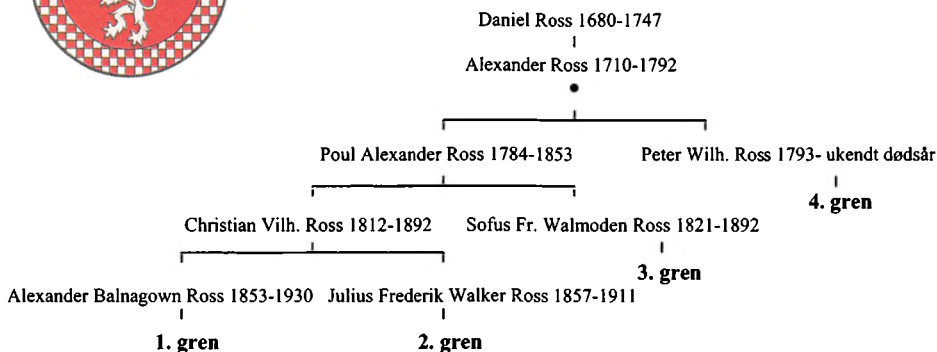 Daniel Ross 1680-1747
Alexander Ross 1710-1792
Poul Alexander Ross 1784-1853 Peter Wilh. Ross 1793- ukendt dødsår
4. gren
Christian Vilh. Ross 1812-1892 Sofus Fr. Walmoden Ross 1821-1892
3. gren
Alexander Balnagown Ross 1853-1930 Julius Frederik Walker Ross 1857-1911
1. gren 2. gren